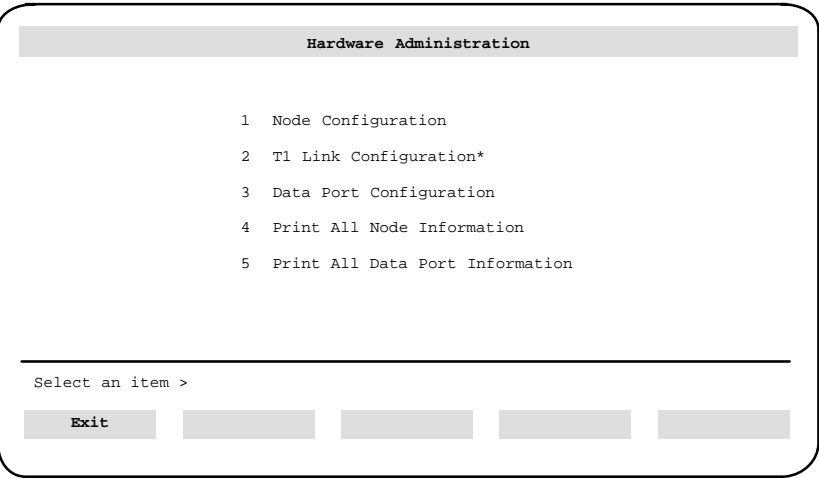 Hardware Administration
1 Node Configuration
2 T1 Link Configuration*
3 Data Port Configuration
4 Print All Node Information
5 Print All Data Port Information
Select an item >
Exit